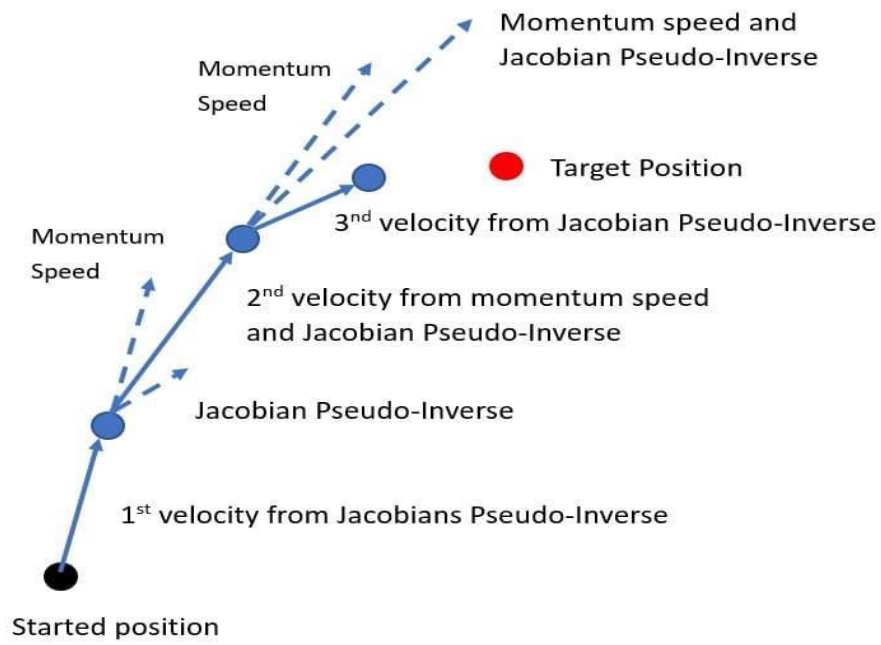 Momentum speed and
Jacobian Pseudo-Inverse
Momentum
Speed
Target Position
3nd velocity from Jacobian Pseudo-Inverse
Momentum
Speed
2nd velocity from momentum speed
and Jacobian Pseudo-Inverse
Jacobian Pseudo-Inverse
1st velocity from Jacobians Pseudo-Inverse
Started position